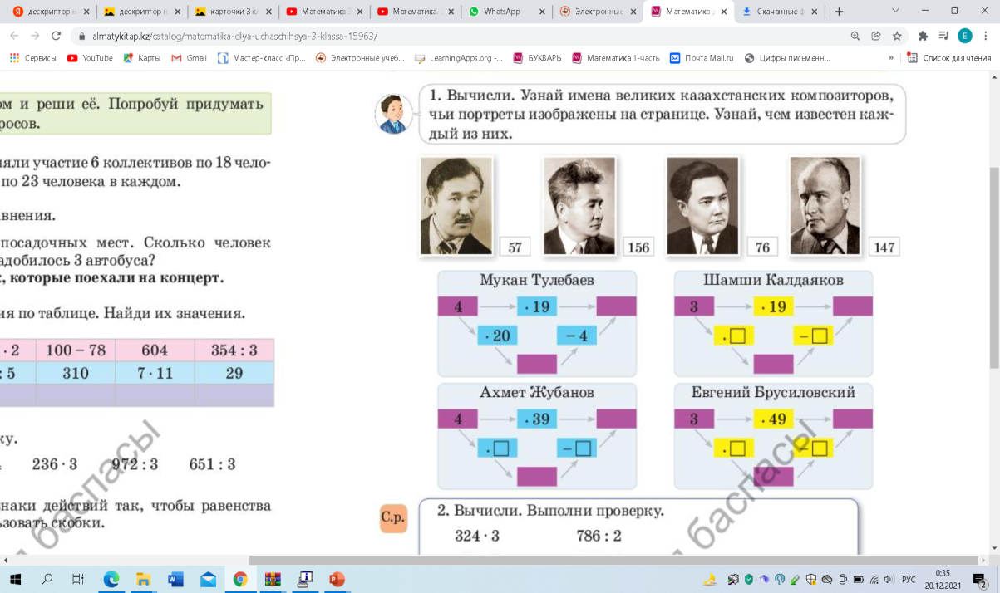 дескриптор н
дескриптор н
карточки 3 кл
Математика 3
Математика.
WhatsApp
Электронные
Математика д
Скачанные ф
almatykitap.kz/catalog/matematika-dlya-uchaschihsya-3-klassa-15963/
E
Сервисы
YouTube
Карты
Gmail
Мастер-класс «Пр...
Электронные учеб...
LearningApps.org -...
БУКВАРЬ
Математика 1-часть
Почта Mail.ru
Цифры письменн...
»
Список для чтения
ом и реши её. Попробуй придумать
росов.
няли участие 6 коллективов по 18 чело-
по 23 человека в каждом.
авнения.
посадочных мест. Сколько человек
адобилось 3 автобуса?
, которые поехали на концерт.
ия по таблице. Найди их значения.
· 2 100 – 78 604 354 : 3
: 5 310 7 · 11 29
ку.
236 · 3 972 : 3 651 : 3
знаки действий так, чтобы равенства
ьзовать скобки.
1. Вычисли. Узнай имена великих казахстанских композиторов,
чьи портреты изображены на странице. Узнай, чем известен каж-
дый из них.
57 156 76 147
Мукан Тулебаев
4 · 19
· 20 – 4
Шамши Калдаяков
3 · 19
· □ – □
Ахмет Жубанов
4 · 39
· □ – □
Евгений Брусиловский
3 · 49
· □ – □
С.р.
2. Вычисли. Выполни проверку.
324 · 3 786 : 2
баспасы
баспасы
РУС
0:35
20.12.2021
2